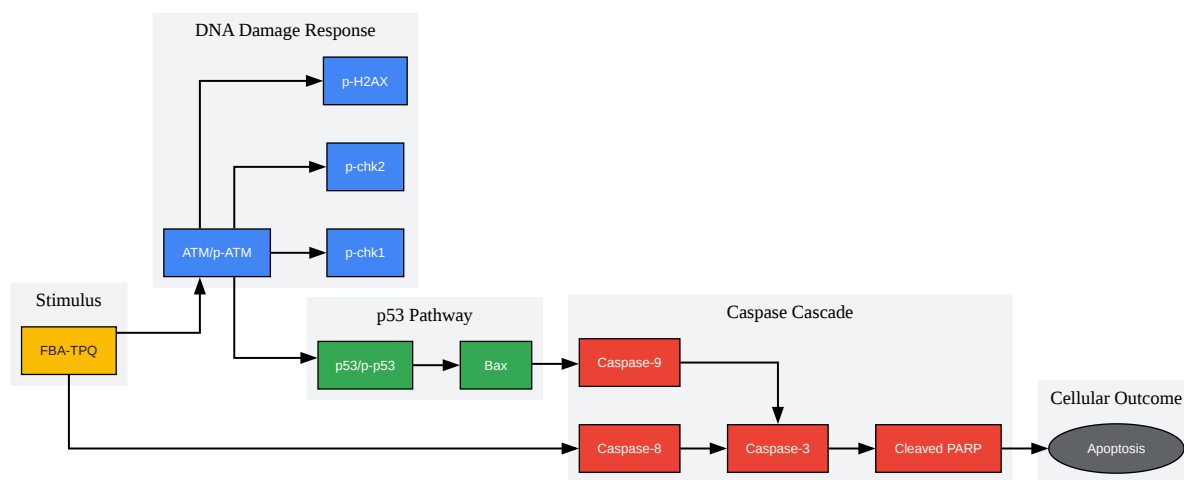 DNA Damage Response
p-H2AX
p-chk2
ATM/p-ATM
p-chk1
Stimulus
FBA-TPQ
p53 Pathway
p53/p-p53
Bax
Caspase Cascade
Caspase-9
Caspase-8
Caspase-3
Cleaved PARP
Cellular Outcome
Apoptosis